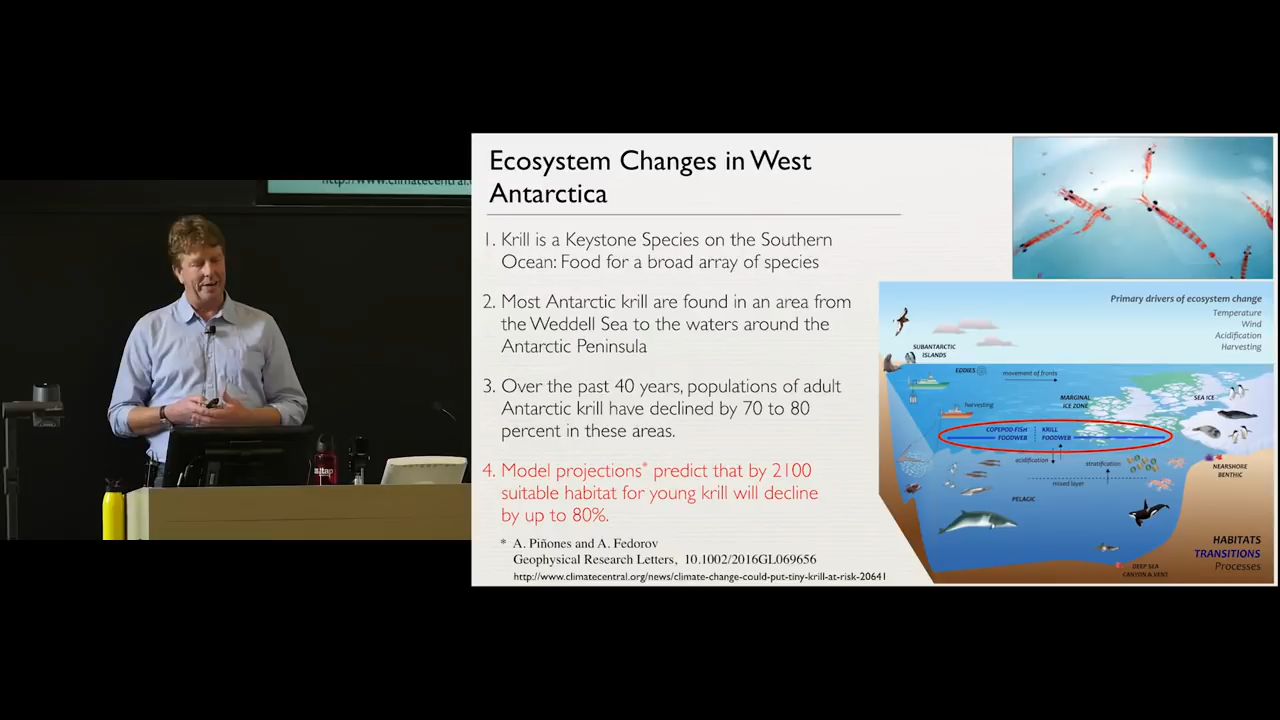 http://www.climatecentral.
Ecosystem Changes in West
Antarctica
1. Krill is a Keystone Species on the Southern
Ocean: Food for a broad array of species
2. Most Antarctic krill are found in an area from
the Weddell Sea to the waters around the
Antarctic Peninsula
3. Over the past 40 years, populations of adult
Antarctic krill have declined by 70 to 80
percent in these areas.
4. Model projections* predict that by 2100
suitable habitat for young krill will decline
by up to 80%.
* A. Piñones and A. Fedorov
Geophysical Research Letters, 10.1002/2016GL069656
http://www.climatecentral.org/news/climate-change-could-put-tiny-krill-at-risk-20641
Primary drivers of ecosystem change
Temperature
Wind
Acidification
Harvesting
SUBANTARCTIC
ISLANDS
EDDIES
movement of fronts
MARGINAL
ICE ZONE
SEA ICE
harvesting
COPEPOD-FISH
FOODWEB
KRILL
FOODWEB
acidification
stratification
mixed layer
NEARSHORE
BENTHIC
PELAGIC
HABITATS
TRANSITIONS
Processes
DEEP SEA
CANYON & VENT